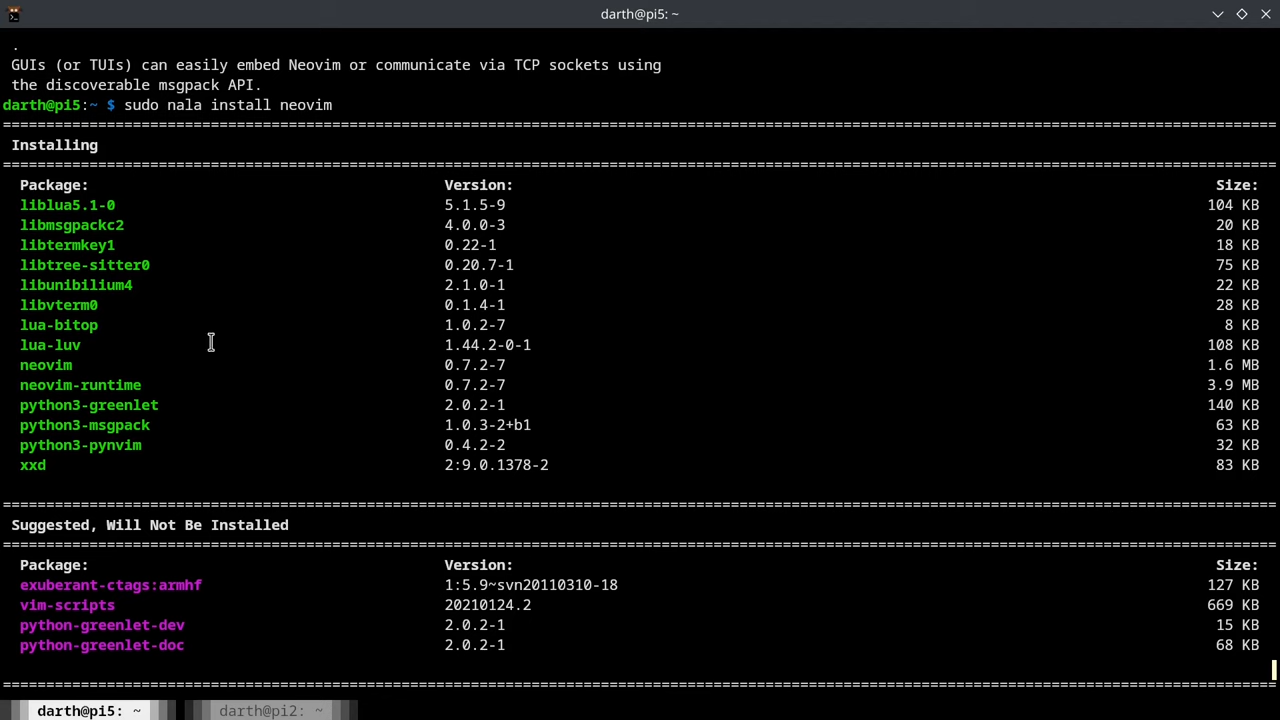 darth@pi5: ~
.
GUIs (or TUIs) can easily embed Neovim or communicate via TCP sockets using
the discoverable msgpack API.
darth@pi5:~ $ sudo nala install neovim
================================================================================
Installing
================================================================================
Package: Version: Size:
liblua5.1-0 5.1.5-9 104 KB
libmsgpackc2 4.0.0-3 20 KB
libtermkey1 0.22-1 18 KB
libtree-sitter0 0.20.7-1 75 KB
libunibilium4 2.1.0-1 22 KB
libvterm0 0.1.4-1 28 KB
lua-bitop 1.0.2-7 8 KB
lua-luv 1.44.2-0-1 108 KB
neovim 0.7.2-7 1.6 MB
neovim-runtime 0.7.2-7 3.9 MB
python3-greenlet 2.0.2-1 140 KB
python3-msgpack 1.0.3-2+b1 63 KB
python3-pynvim 0.4.2-2 32 KB
xxd 2:9.0.1378-2 83 KB
================================================================================
Suggested, Will Not Be Installed
================================================================================
Package: Version: Size:
exuberant-ctags:armhf 1:5.9~svn20110310-18 127 KB
vim-scripts 20210124.2 669 KB
python-greenlet-dev 2.0.2-1 15 KB
python-greenlet-doc 2.0.2-1 68 KB
================================================================================
darth@pi5: ~ darth@pi2: ~